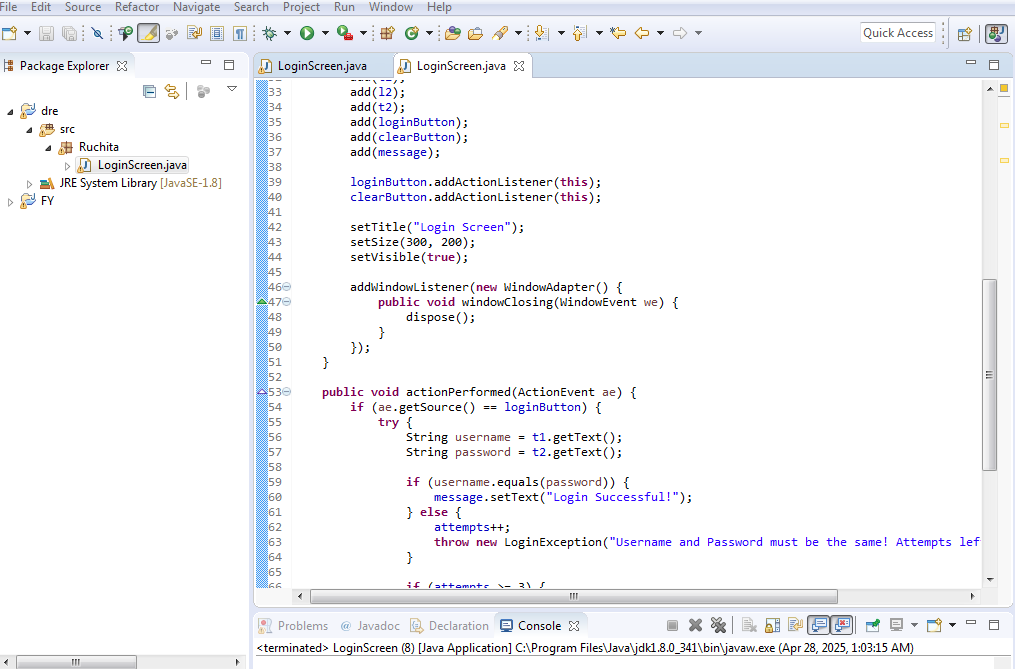 File Edit Source Refactor Navigate Search Project Run Window Help
Quick Access
Package Explorer
dre
src
Ruchita
LoginScreen.java
JRE System Library [JavaSE-1.8]
FY
LoginScreen.java
LoginScreen.java
33 add(l2);
34 add(t2);
35 add(loginButton);
36 add(clearButton);
37 add(message);
38
39 loginButton.addActionListener(this);
40 clearButton.addActionListener(this);
41
42 setTitle("Login Screen");
43 setSize(300, 200);
44 setVisible(true);
45
46 addWindowListener(new WindowAdapter() {
47 public void windowClosing(WindowEvent we) {
48 dispose();
49 }
50 });
51 }
52
53 public void actionPerformed(ActionEvent ae) {
54 if (ae.getSource() == loginButton) {
55 try {
56 String username = t1.getText();
57 String password = t2.getText();
58
59 if (username.equals(password)) {
60 message.setText("Login Successful!");
61 } else {
62 attempts++;
63 throw new LoginException("Username and Password must be the same! Attempts lef
64 }
65
66 if (attempts >= 3) {
Problems @ Javadoc Declaration Console
<terminated> LoginScreen (8) [Java Application] C:\Program Files\Java\jdk1.8.0_341\bin\javaw.exe (Apr 28, 2025, 1:03:15 AM)